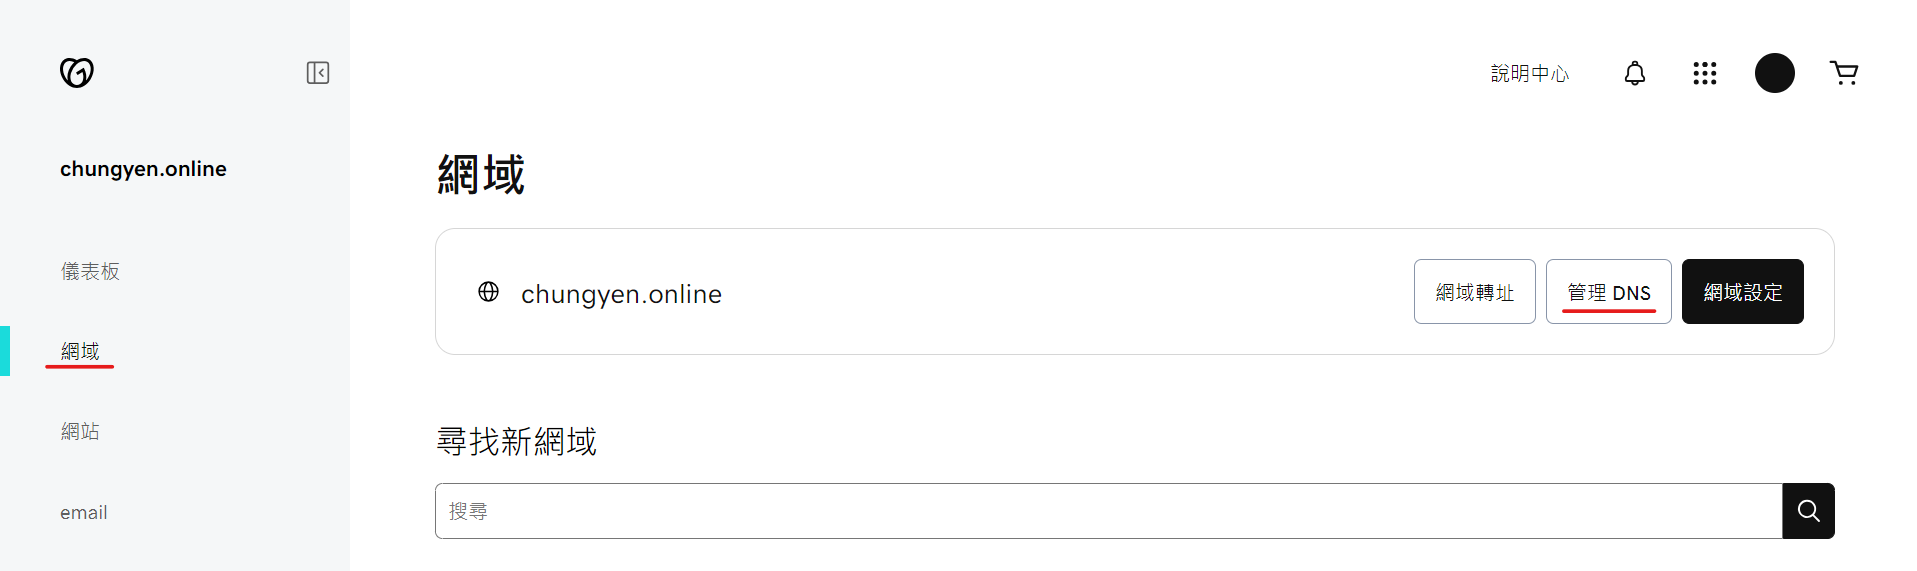 說明中心
chungyen.online
儀表板
網域
網站
email
網域
chungyen.online
網域轉址
管理 DNS
網域設定
尋找新網域
搜尋